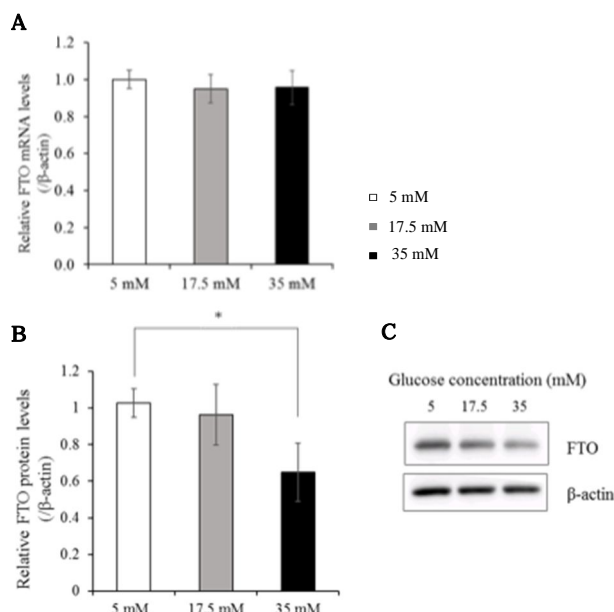 A
Relative FTO mRNA levels
(/β-actin)
1.2
1.0
0.8
0.6
0.4
0.2
0.0
5 mM
17.5 mM
35 mM
5 mM
17.5 mM
35 mM
B
*
Relative FTO protein levels
(/β-actin)
1.2
1
0.8
0.6
0.4
0.2
0
5 mM
17.5 mM
35 mM
C
Glucose concentration (mM)
5 17.5 35
FTO
β-actin